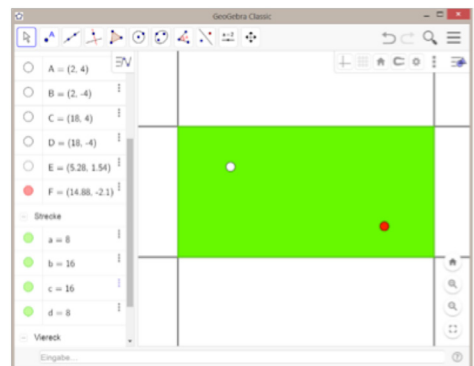 GeoGebra Classic
a=2
A = (2, 4)
B = (2, -4)
C = (18, 4)
D = (18, -4)
E = (5.28, 1.54)
F = (14.88, -2.1)
Strecke
a = 8
b = 16
c = 16
d = 8
Viereck
Eingabe...